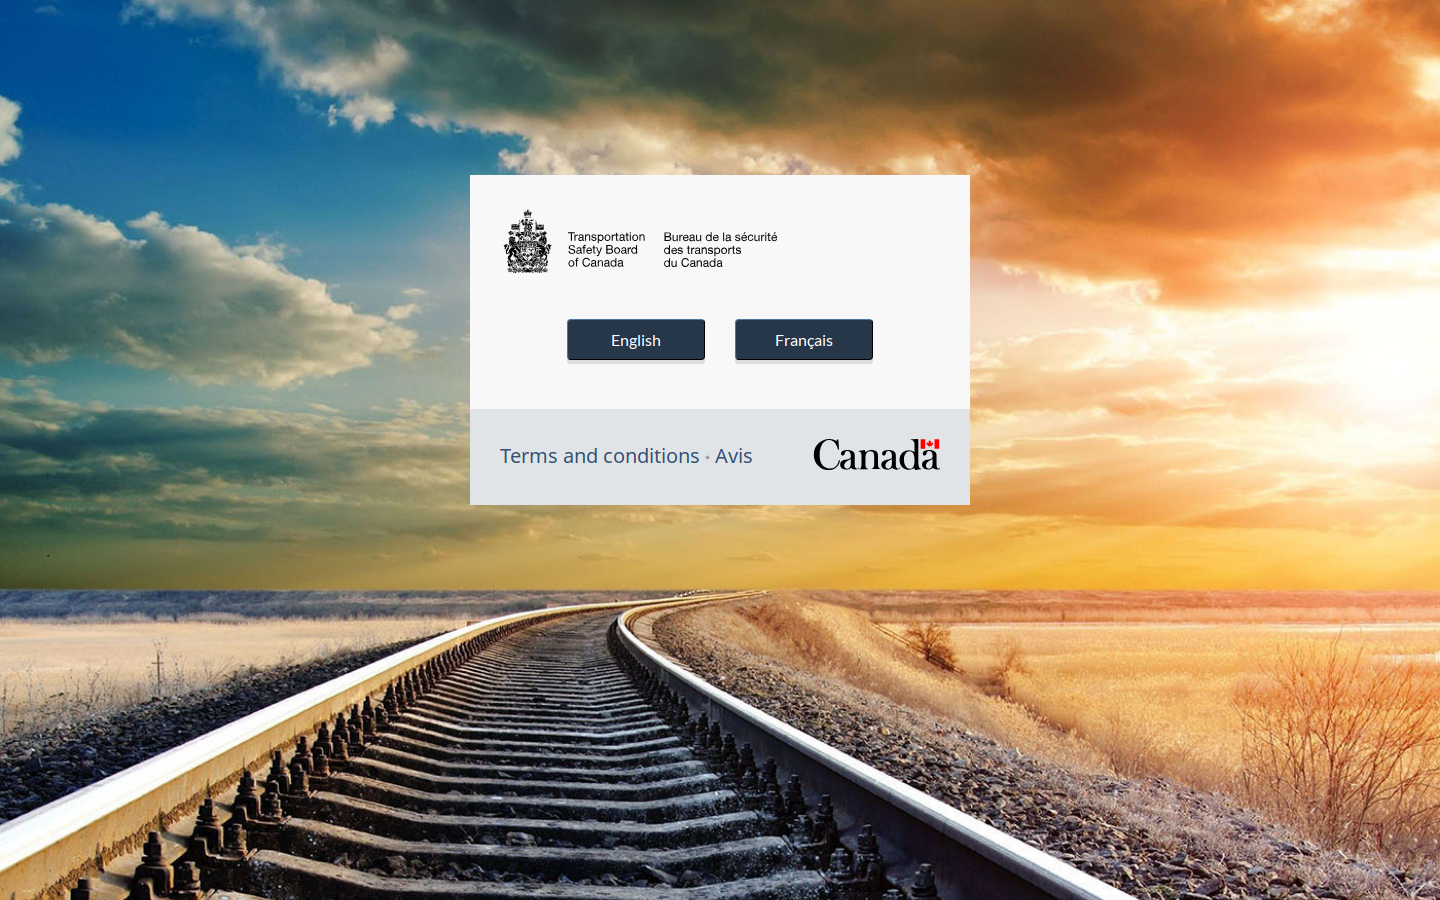 Transportation
Safety Board
of Canada
Bureau de la sécurité
des transports
du Canada
English
Français
Terms and conditions • Avis
Canada